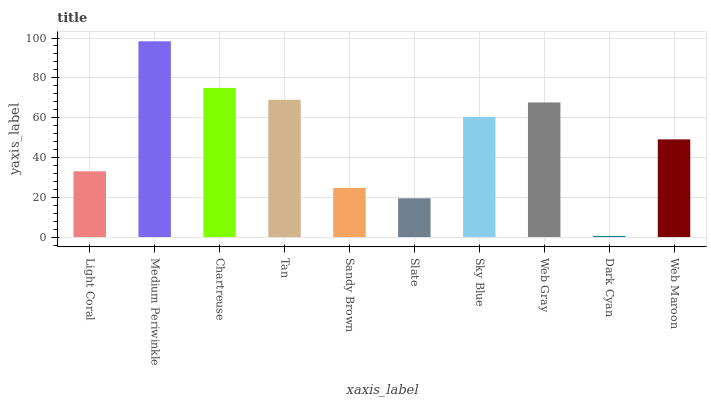 title
yaxis_label
100
80
60
40
20
0
Light Coral
Medium Periwinkle
Chartreuse
Tan
Sandy Brown
Slate
Sky Blue
Web Gray
Dark Cyan
Web Maroon
xaxis_label